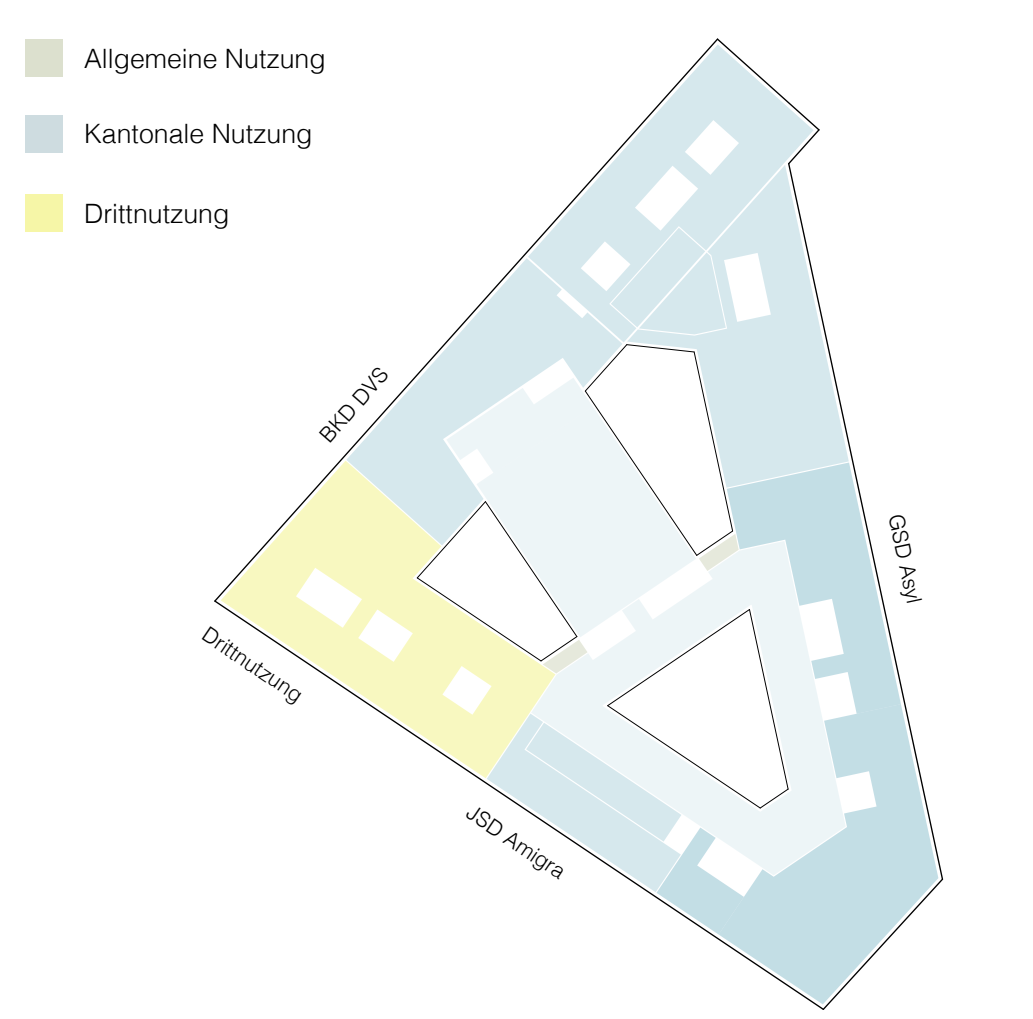 Allgemeine Nutzung
Kantonale Nutzung
Drittnutzung
BKD DVS
GSD Asyl
Drittnutzung
JSD Amigra